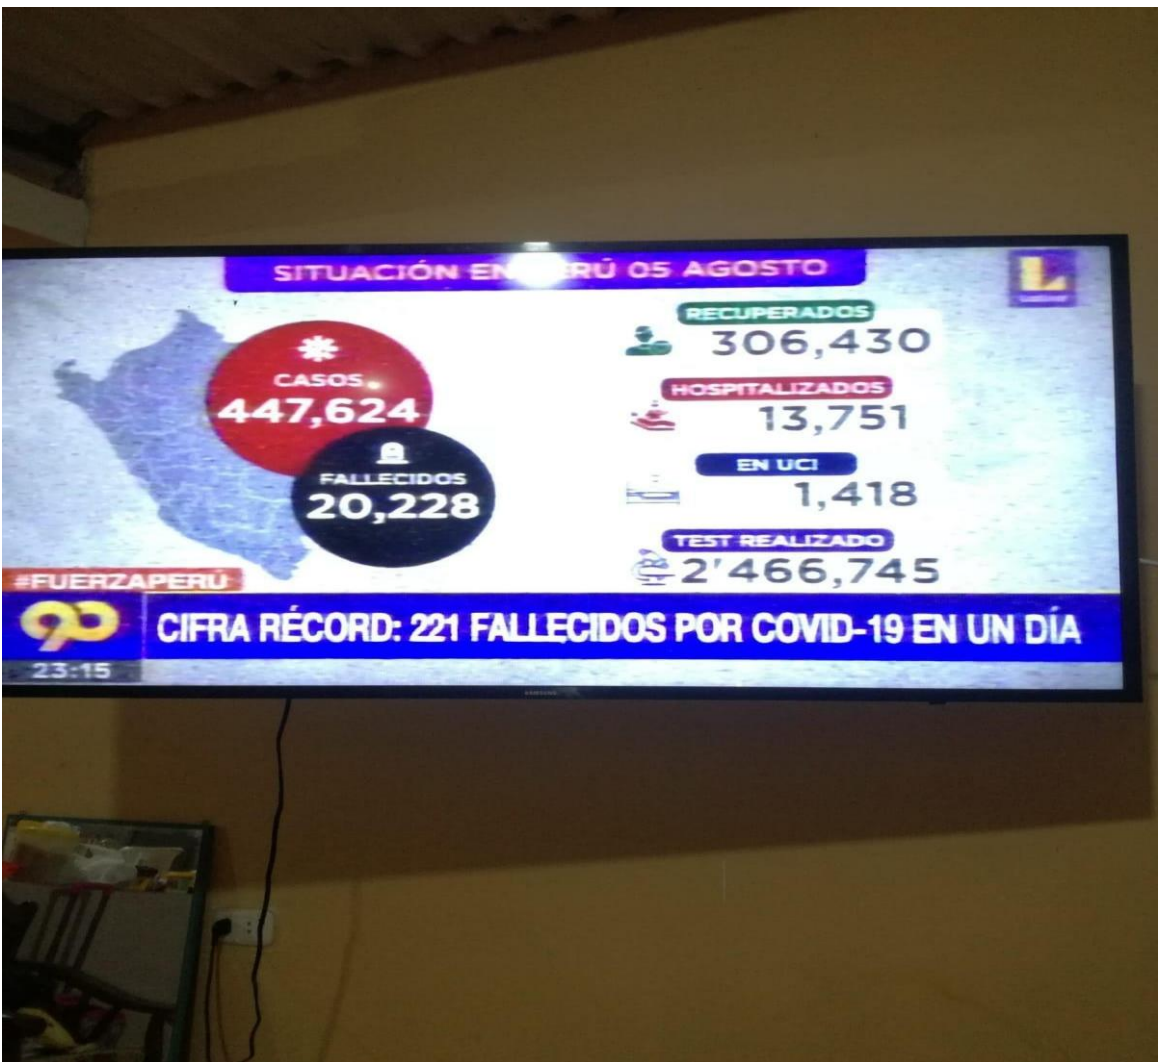 SITUACIÓN EN PERÚ 05 AGOSTO
CASOS
447,624
FALLECIDOS
20,228
RECUPERADOS
306,430
HOSPITALIZADOS
13,751
EN UCI
1,418
TEST REALIZADO
2'466,745
#FUERZAPERÚ
90
CIFRA RÉCORD: 221 FALLECIDOS POR COVID-19 EN UN DÍA
23:15
SAMSUNG